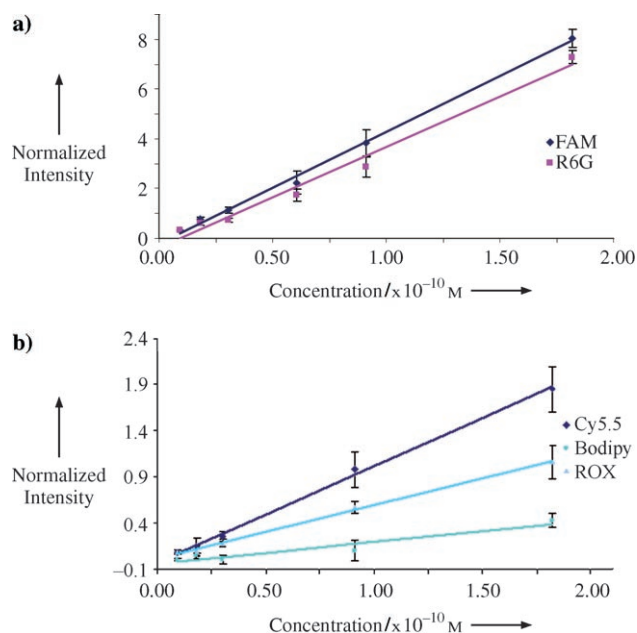 a)
8
6
4
2
0
Normalized
Intensity
FAM
R6G
0.00
0.50
1.00
1.50
2.00
Concentration/x 10⁻¹⁰ M
b)
2.4
1.9
1.4
0.9
0.4
–0.1
Normalized
Intensity
Cy5.5
Bodipy
ROX
0.00
0.50
1.00
1.50
2.00
Concentration/x 10⁻¹⁰ M